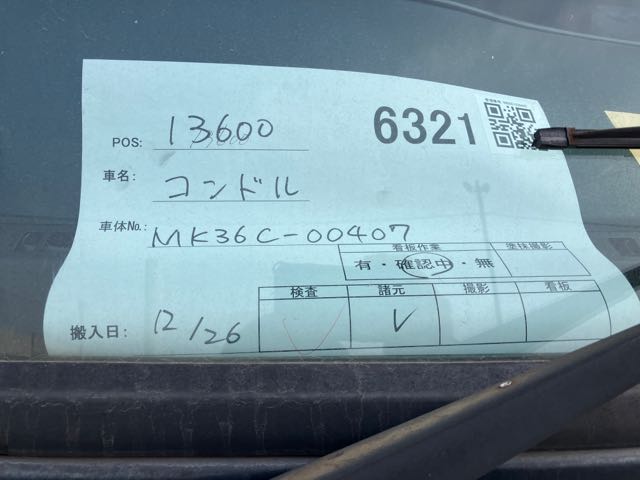 6321
POS: 13600
車名: コンドル
車体No.: MK36C-00407
看板作業 塗抹撮影
有・確認中・無
検査 諸元 撮影 看板
搬入日: 12/26 ✓ ✓